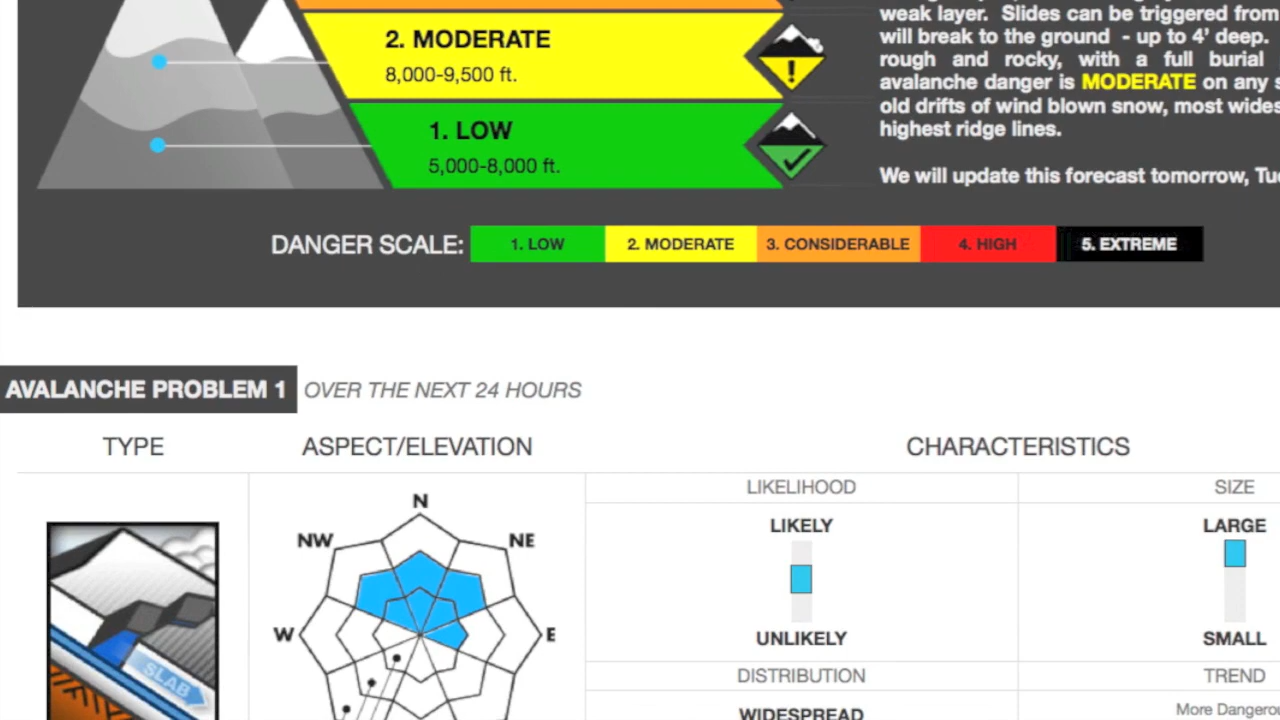 2. MODERATE
8,000-9,500 ft.
1. LOW
5,000-8,000 ft.
weak layer. Slides can be triggered from
will break to the ground - up to 4' deep.
rough and rocky, with a full burial
avalanche danger is MODERATE on any
old drifts of wind blown snow, most
highest ridge lines.
We will update this forecast tomorrow,
DANGER SCALE: 1. LOW 2. MODERATE 3. CONSIDERABLE 4. HIGH 5. EXTREME
AVALANCHE PROBLEM 1 OVER THE NEXT 24 HOURS
TYPE
ASPECT/ELEVATION
CHARACTERISTICS
LIKELIHOOD
SIZE
N
NW
NE
W
E
LIKELY
UNLIKELY
LARGE
SMALL
SLAB
DISTRIBUTION
TREND
WIDESPREAD
More